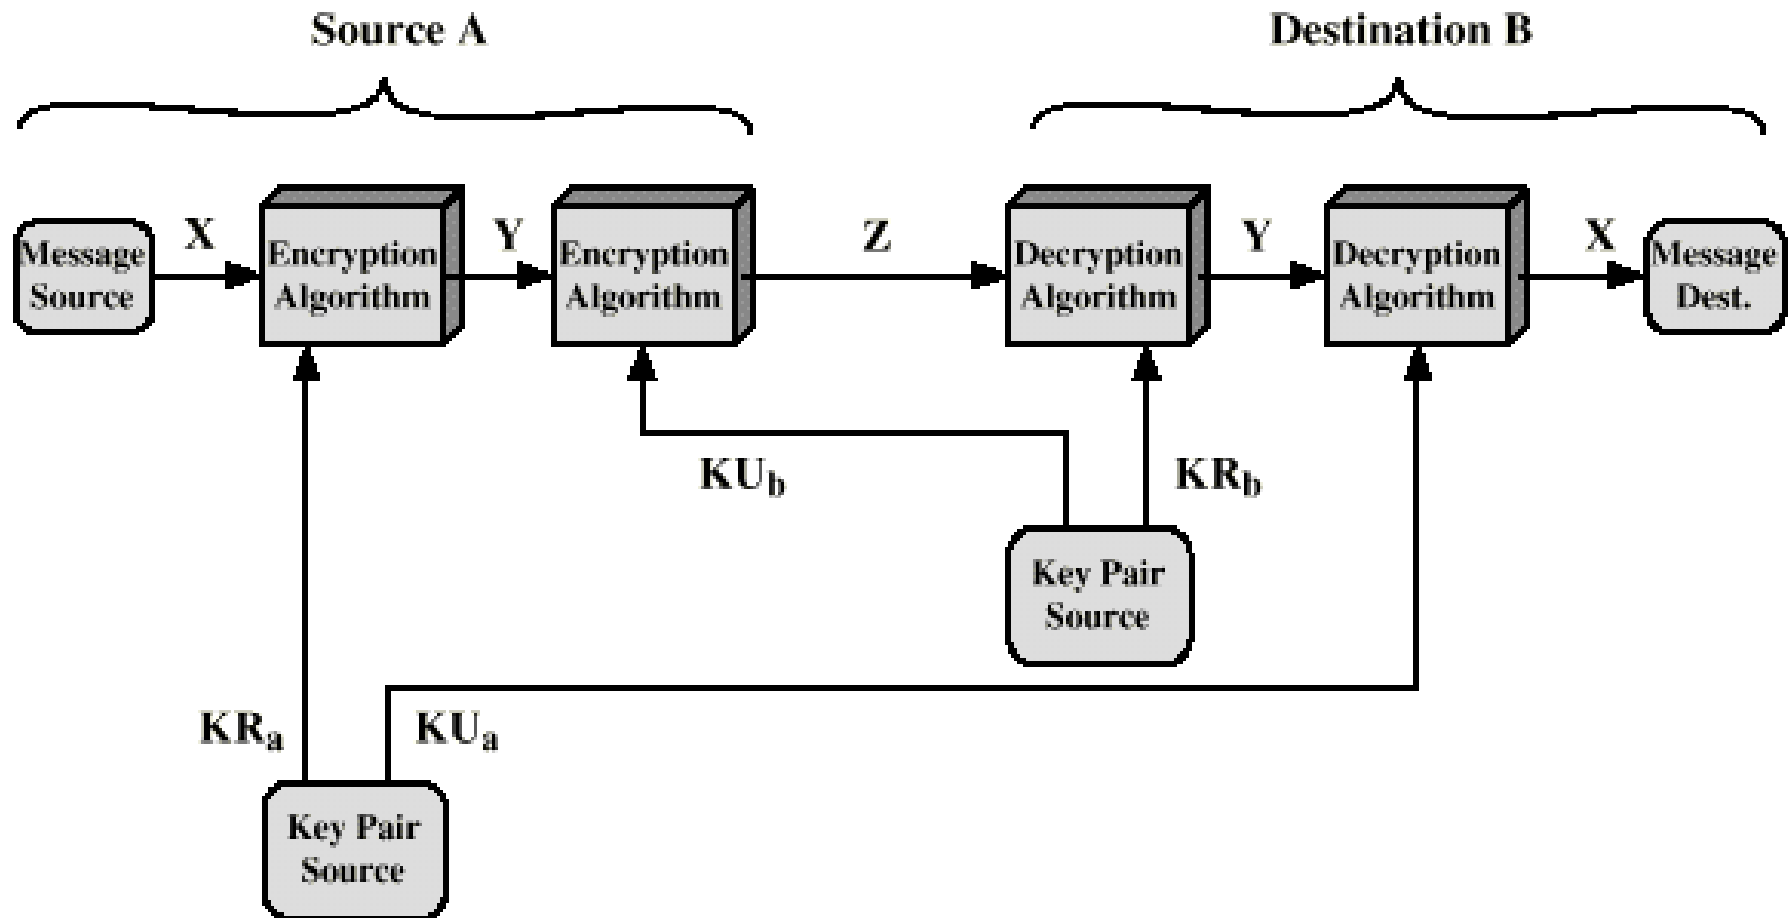 Source A
Destination B
Message
Source
X
Encryption
Algorithm
Y
Encryption
Algorithm
Z
Decryption
Algorithm
Y
Decryption
Algorithm
X
Message
Dest.
KUb
KRb
Key Pair
Source
KRa
KUa
Key Pair
Source